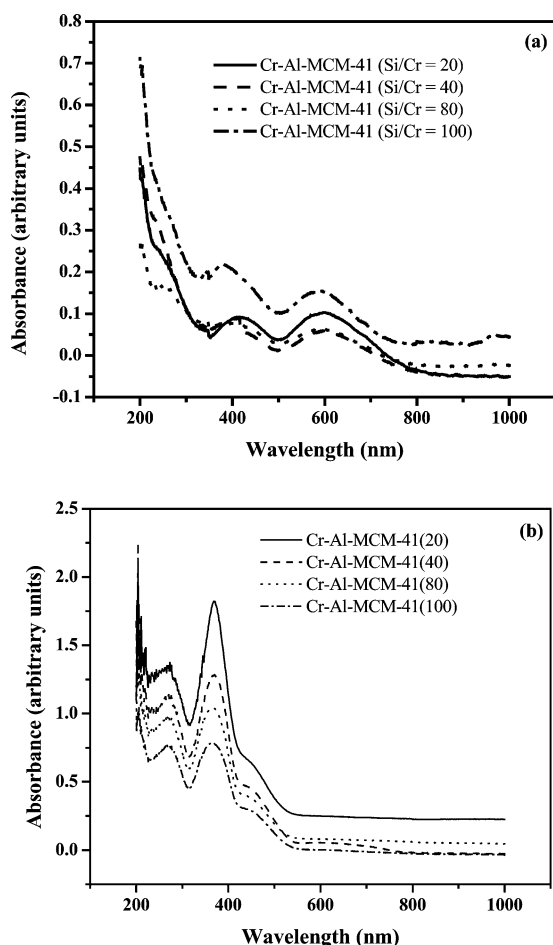 (a)
Cr-Al-MCM-41 (Si/Cr = 20)
Cr-Al-MCM-41 (Si/Cr = 40)
Cr-Al-MCM-41 (Si/Cr = 80)
Cr-Al-MCM-41 (Si/Cr = 100)
Absorbance (arbitrary units)
0.8
0.7
0.6
0.5
0.4
0.3
0.2
0.1
0.0
-0.1
200 400 600 800 1000
Wavelength (nm)
(b)
Cr-Al-MCM-41(20)
Cr-Al-MCM-41(40)
Cr-Al-MCM-41(80)
Cr-Al-MCM-41(100)
Absorbance (arbitrary units)
2.5
2.0
1.5
1.0
0.5
0.0
200 400 600 800 1000
Wavelength (nm)